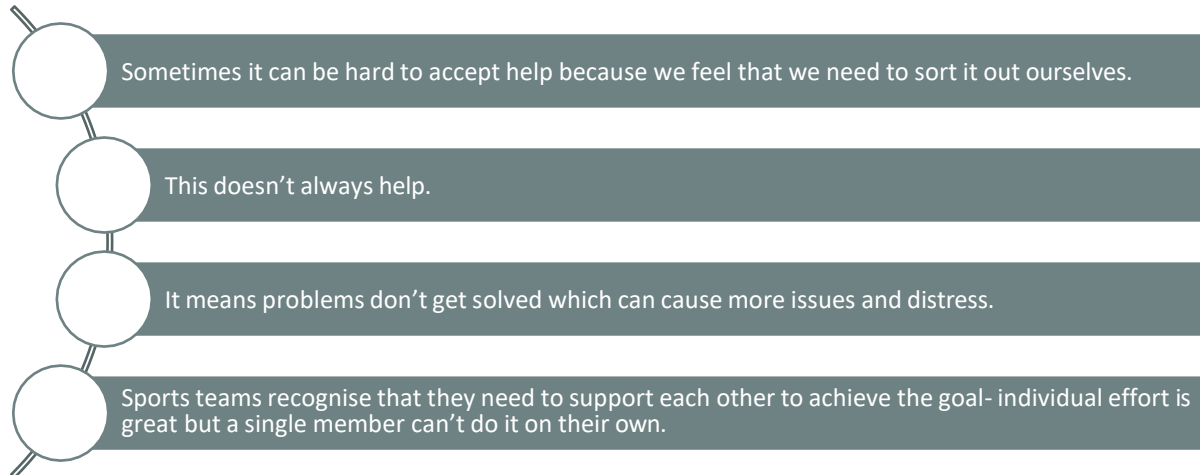 Sometimes it can be hard to accept help because we feel that we need to sort it out ourselves.
This doesn’t always help.
It means problems don’t get solved which can cause more issues and distress.
Sports teams recognise that they need to support each other to achieve the goal- individual effort is
great but a single member can’t do it on their own.